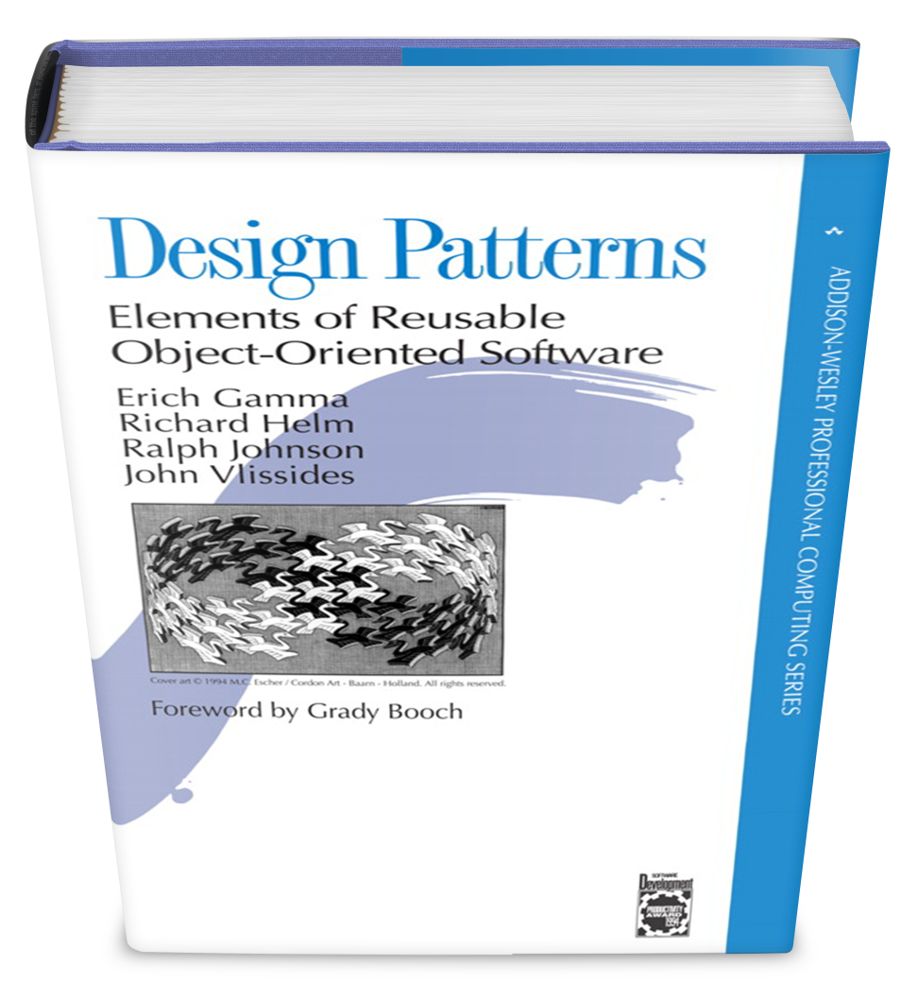 Design Patterns
Elements of Reusable
Object-Oriented Software
Erich Gamma
Richard Helm
Ralph Johnson
John Vlissides
Cover art © 1994 M.C. Escher / Cordon Art - Baarn - Holland. All rights reserved.
Foreword by Grady Booch
ADDISON-WESLEY PROFESSIONAL COMPUTING SERIES
SOFTWARE
Development
PRODUCTIVITY
AWARD
1994